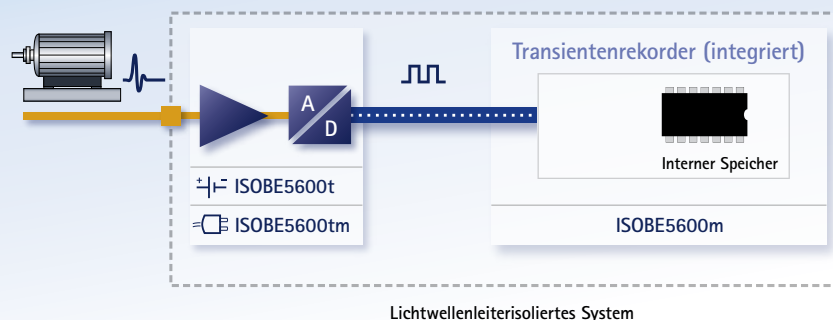 Transientenrekorder (integriert)
A
D
Interner Speicher
ISOBE5600t
ISOBE5600tm
ISOBE5600m
Lichtwellenleiterisoliertes System